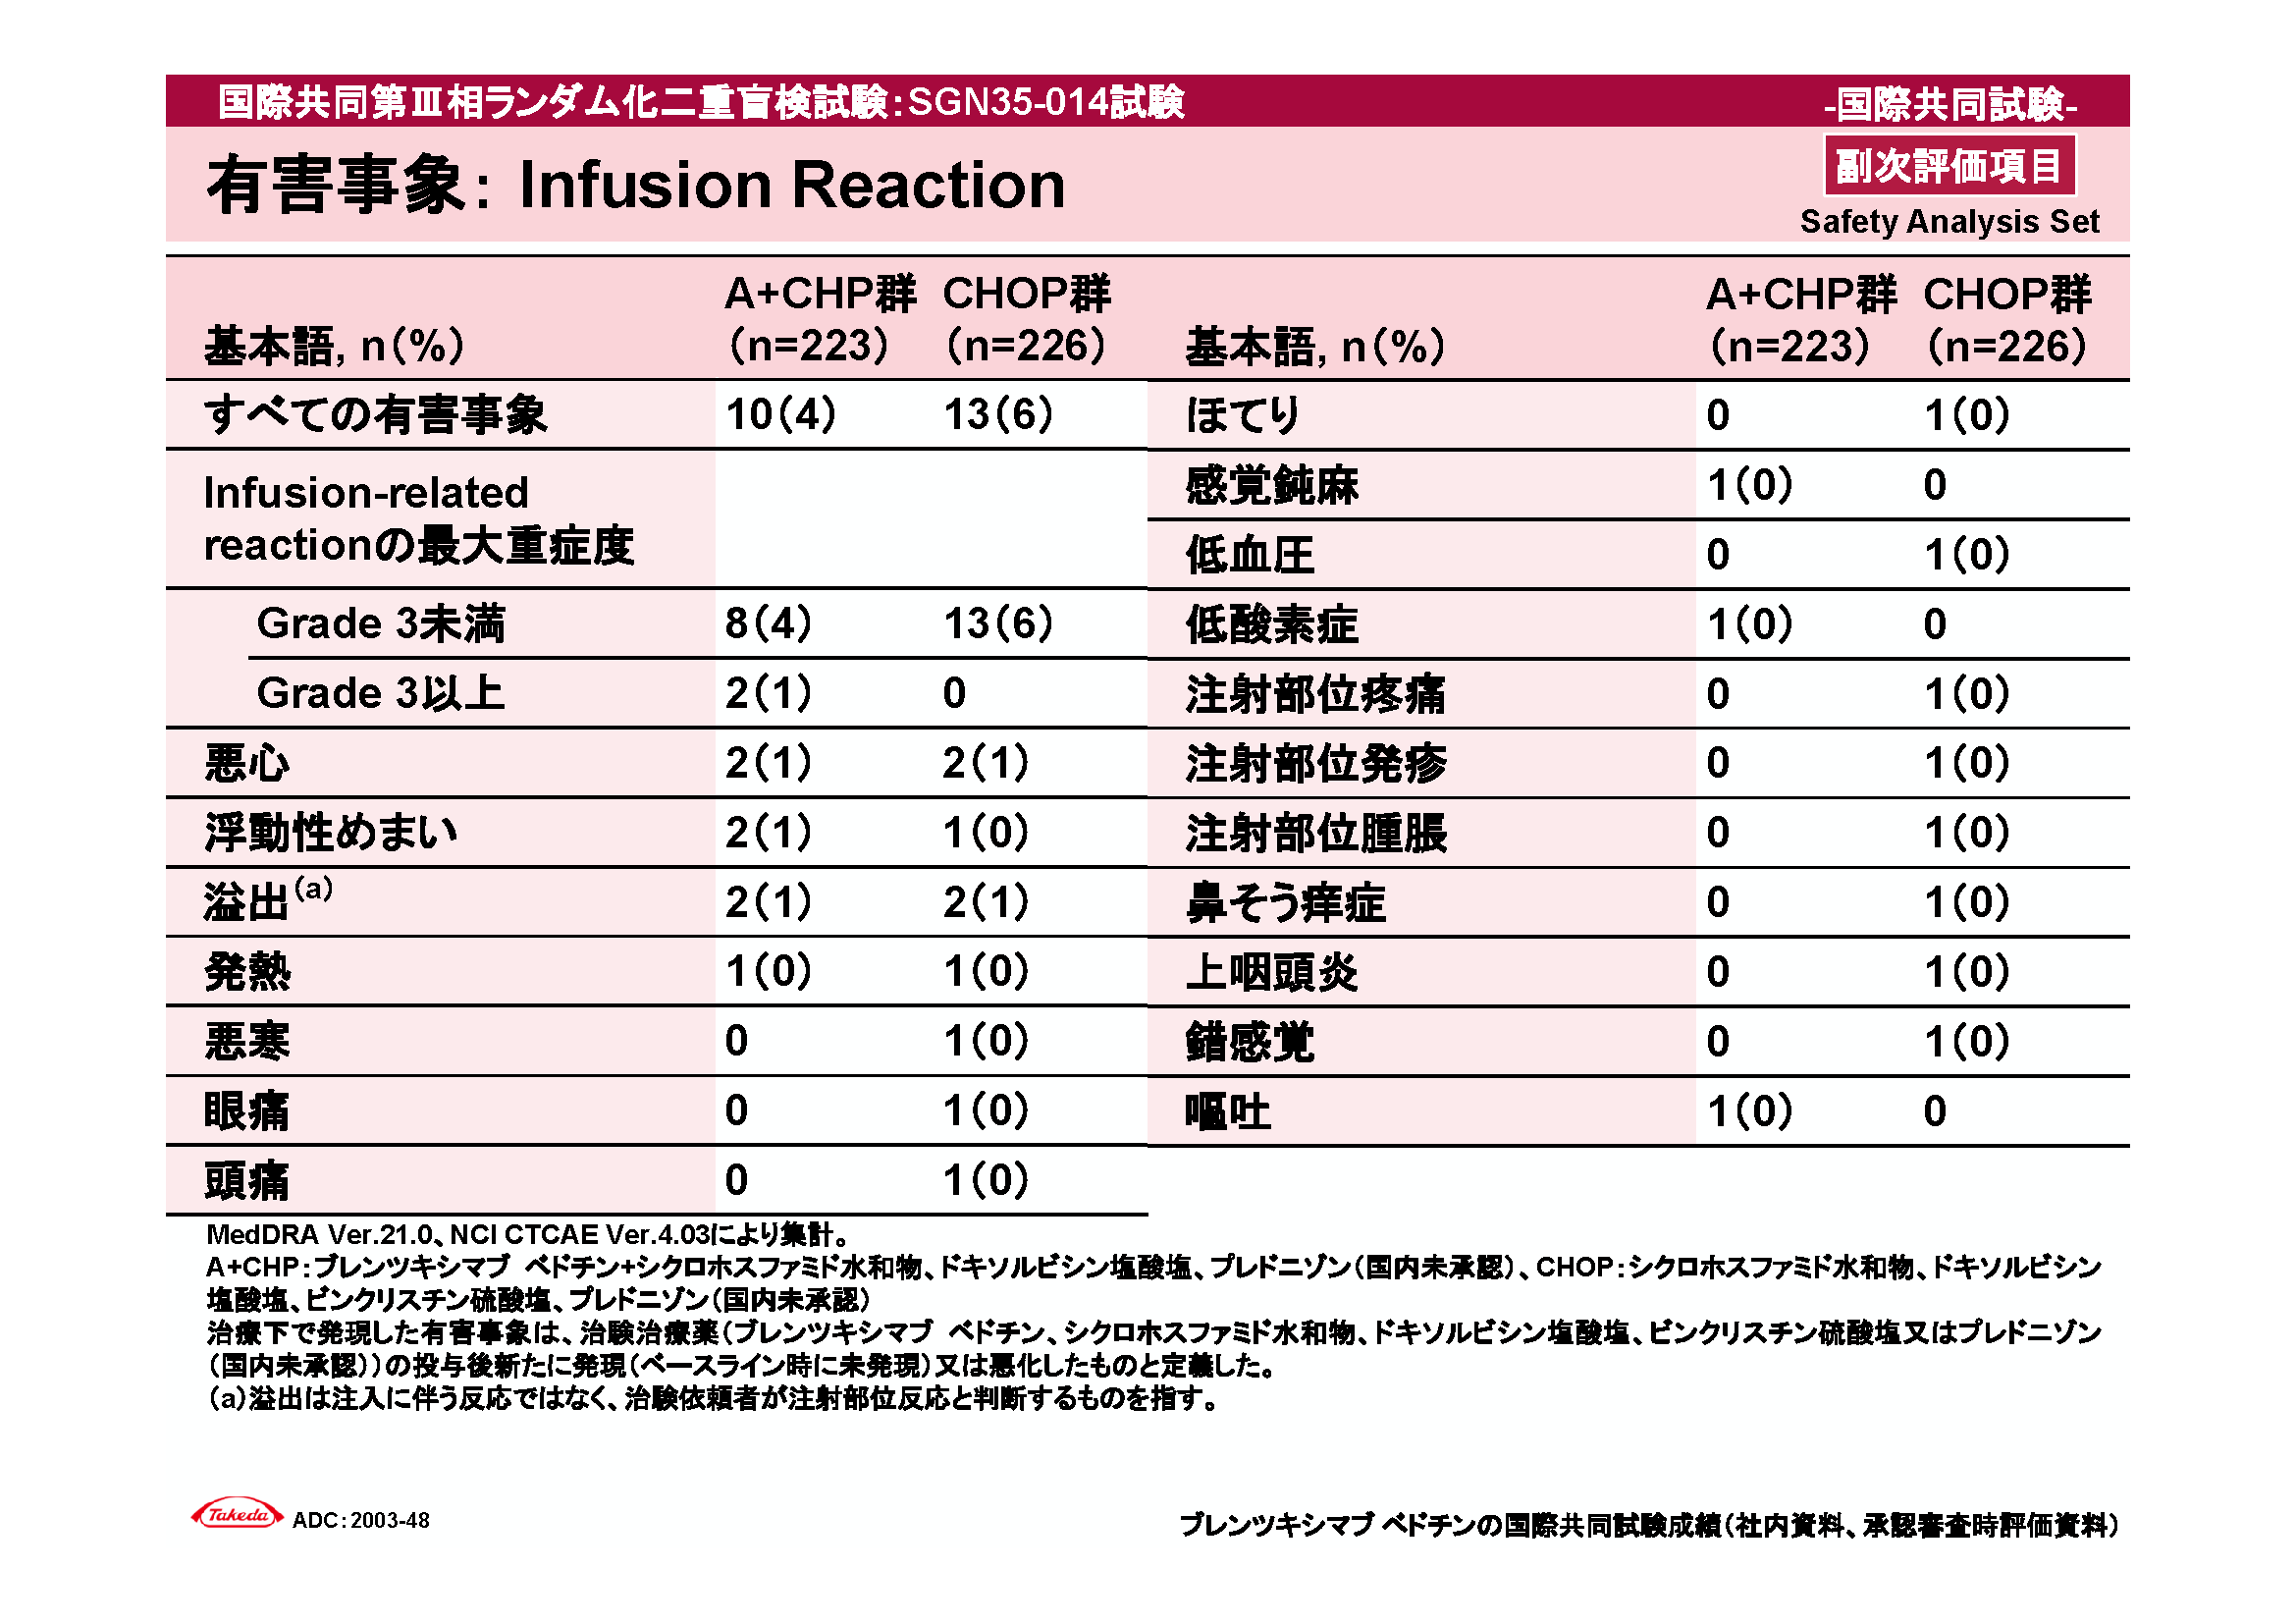 国際共同第Ⅲ相ランダム化二重盲検試験：SGN35-014試験
-国際共同試験-
有害事象： Infusion Reaction
副次評価項目
Safety Analysis Set
基本語, n（%） A+CHP群（n=223） CHOP群（n=226）
すべての有害事象 10（4） 13（6）
Infusion-related
reactionの最大重症度
Grade 3未満 8（4） 13（6）
Grade 3以上 2（1） 0
悪心 2（1） 2（1）
浮動性めまい 2（1） 1（0）
溢出（a） 2（1） 2（1）
発熱 1（0） 1（0）
悪寒 0 1（0）
眼痛 0 1（0）
頭痛 0 1（0）
基本語, n（%） A+CHP群（n=223） CHOP群（n=226）
ほてり 0 1（0）
感覚鈍麻 1（0） 0
低血圧 0 1（0）
低酸素症 1（0） 0
注射部位疼痛 0 1（0）
注射部位発疹 0 1（0）
注射部位腫脹 0 1（0）
鼻そう痒症 0 1（0）
上咽頭炎 0 1（0）
錯感覚 0 1（0）
嘔吐 1（0） 0
MedDRA Ver.21.0、NCI CTCAE Ver.4.03により集計。
A+CHP：ブレンツキシマブ ベドチン+シクロホスファミド水和物、ドキソルビシン塩酸塩、プレドニゾン（国内未承認）、CHOP：シクロホスファミド水和物、ドキソルビシン
塩酸塩、ビンクリスチン硫酸塩、プレドニゾン（国内未承認）
治療下で発現した有害事象は、治験治療薬（ブレンツキシマブ ベドチン、シクロホスファミド水和物、ドキソルビシン塩酸塩、ビンクリスチン硫酸塩又はプレドニゾン
（国内未承認））の投与後新たに発現（ベースライン時に未発現）又は悪化したものと定義した。
（a）溢出は注入に伴う反応ではなく、治験依頼者が注射部位反応と判断するものを指す。
Takeda ADC：2003-48
ブレンツキシマブ ベドチンの国際共同試験成績（社内資料、承認審査時評価資料）